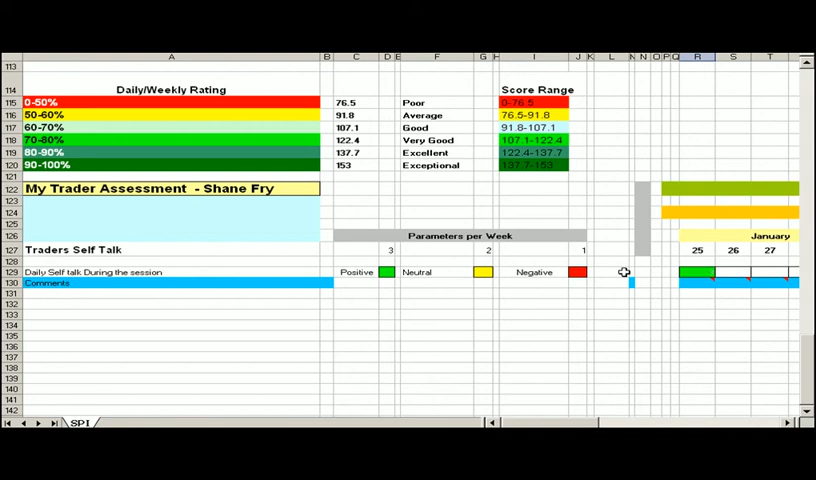 A B C D E F G H I J K L M N O P Q R S T
113
114 Daily/Weekly Rating Score Range
115 0-50% 76.5 Poor 0-76.5
116 50-60% 91.8 Average 76.5-91.8
117 60-70% 107.1 Good 91.8-107.1
118 70-80% 122.4 Very Good 107.1-122.4
119 80-90% 137.7 Excellent 122.4-137.7
120 90-100% 153 Exceptional 137.7-153
121
122 My Trader Assessment - Shane Fry
123
124
125
126 Parameters per Week January
127 Traders Self Talk 3 2 1 25 26 27
128
129 Daily Self talk During the session Positive Neutral Negative
130 Comments
131
132
133
134
135
136
137
138
139
140
141
142
SPI